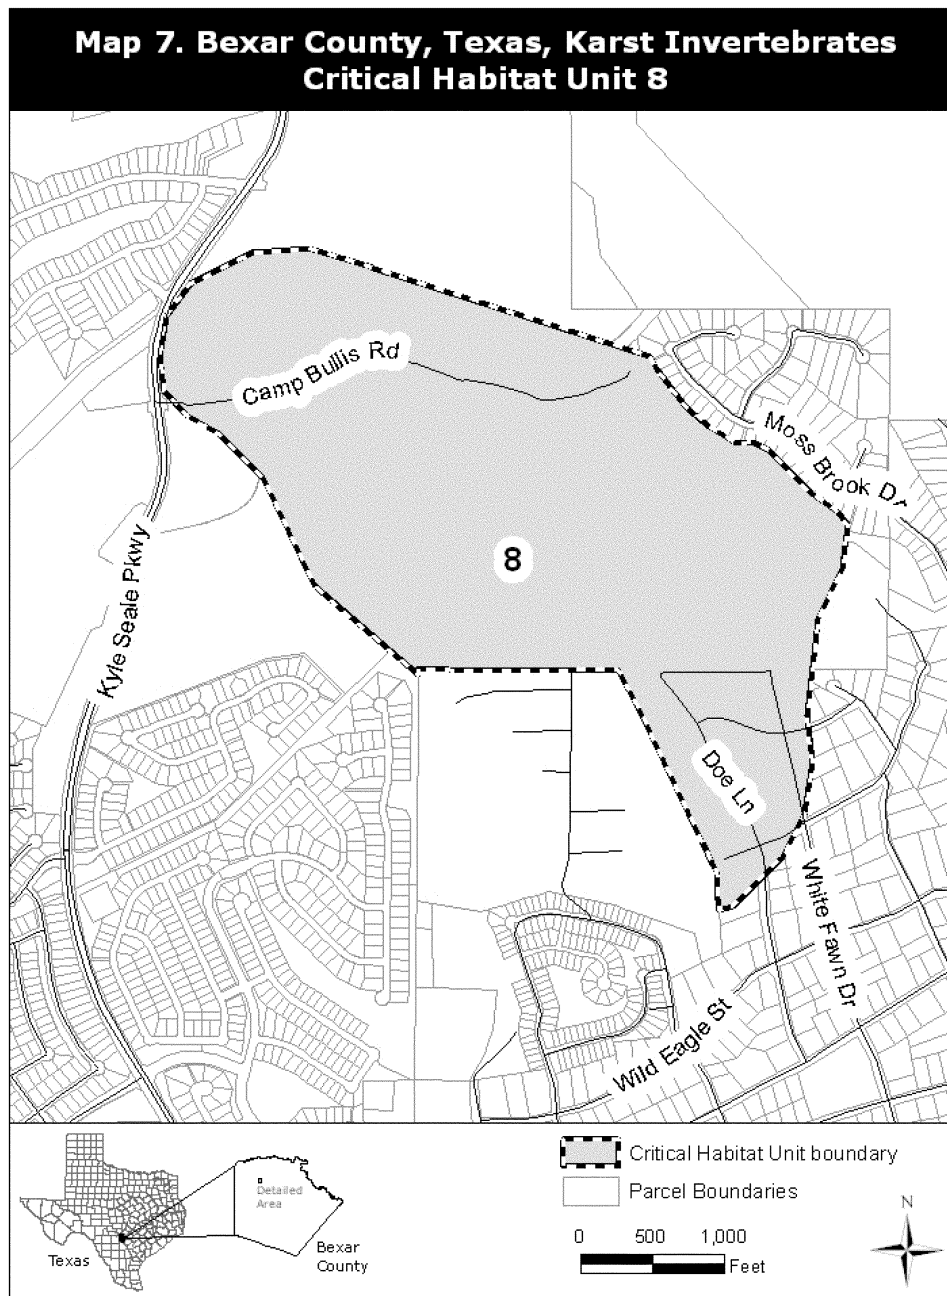 Map 7. Bexar County, Texas, Karst Invertebrates
Critical Habitat Unit 8
Camp Bullis Rd
Moss Brook Dr
8
Kyle Seale Pkwy
Doe Ln
White Fawn Dr
Wild Eagle St
Texas
Detailed
Area
Bexar
County
Critical Habitat Unit boundary
Parcel Boundaries
0 500 1,000
Feet
N